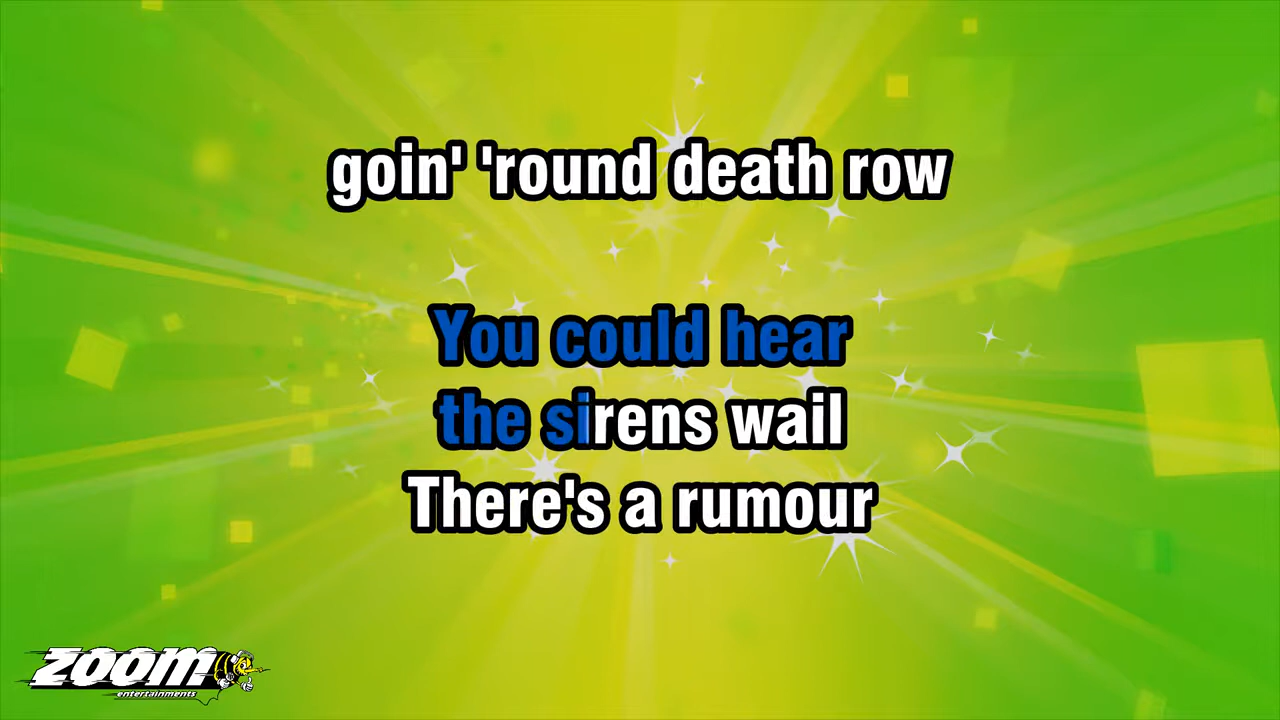 goin' 'round death row
You could hear
the sirens wail
There's a rumour
zoom
entertainments